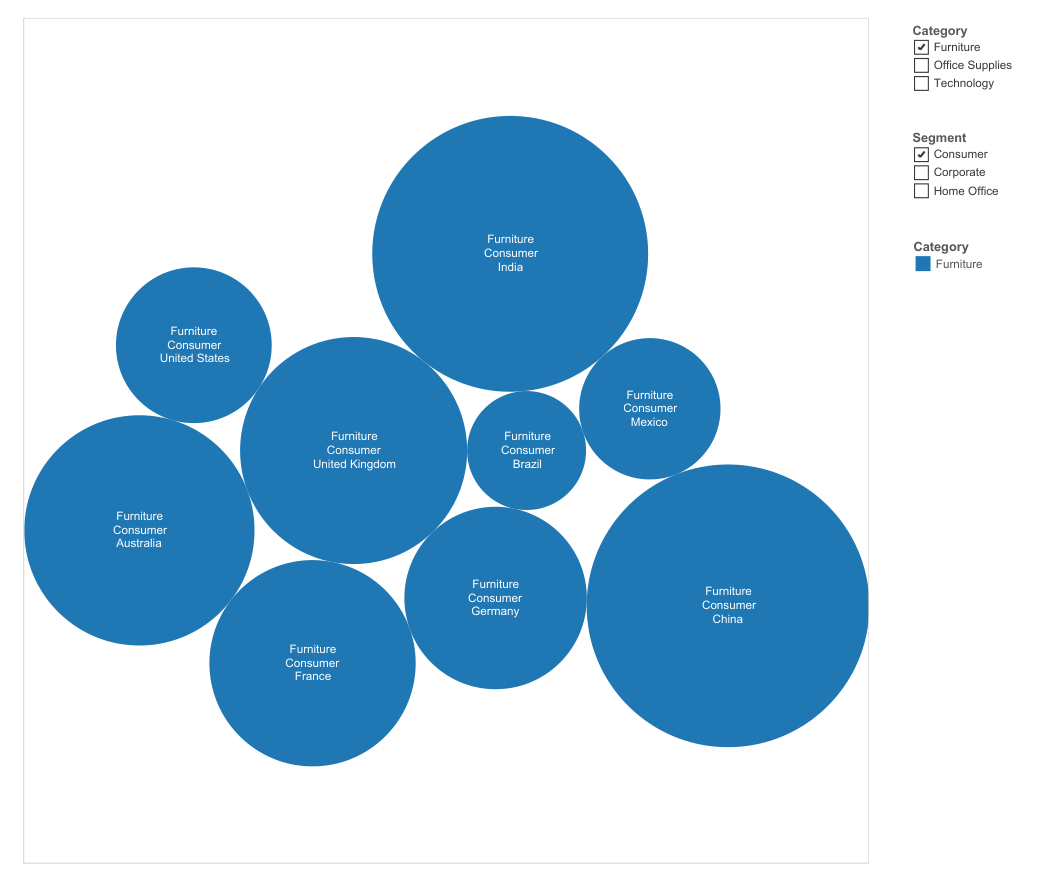 Furniture
Consumer
India
Furniture
Consumer
United States
Furniture
Consumer
Mexico
Furniture
Consumer
United Kingdom
Furniture
Consumer
Brazil
Furniture
Consumer
Australia
Furniture
Consumer
Germany
Furniture
Consumer
China
Furniture
Consumer
France
Category
Furniture
Office Supplies
Technology
Segment
Consumer
Corporate
Home Office
Category
Furniture